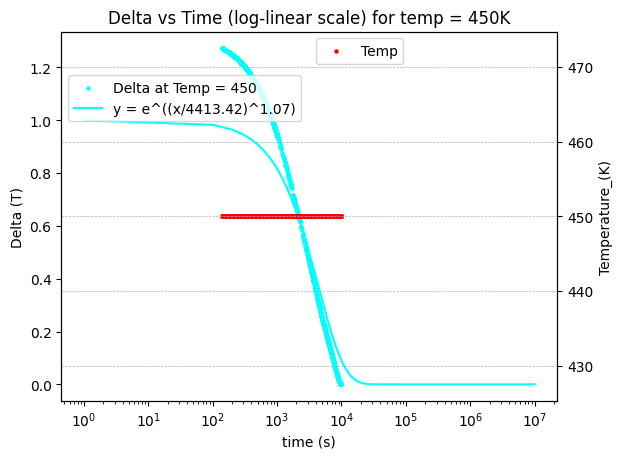 Delta vs Time (log-linear scale) for temp = 450K
Temp
Delta at Temp = 450
y = e^((x/4413.42)^1.07)
Delta (T)
1.2
1.0
0.8
0.6
0.4
0.2
0.0
470
460
450
440
430
Temperature_(K)
10^0 10^1 10^2 10^3 10^4 10^5 10^6 10^7
time (s)